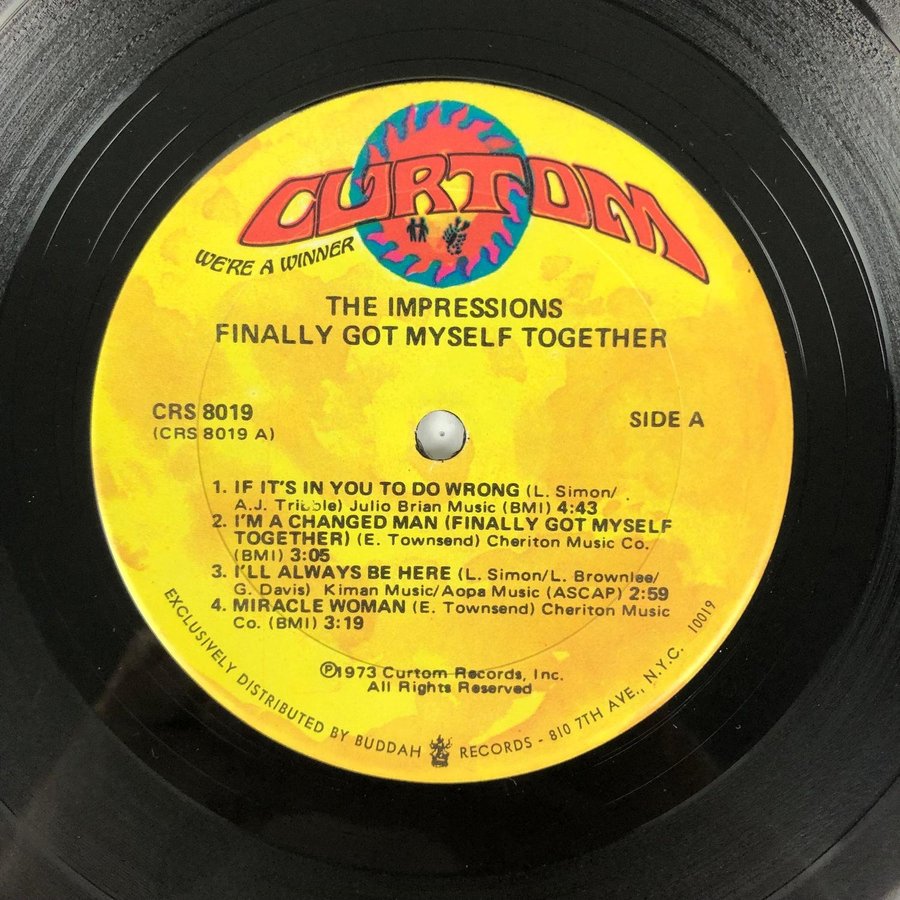 CURTOM
WE'RE A WINNER
THE IMPRESSIONS
FINALLY GOT MYSELF TOGETHER
CRS 8019
(CRS 8019 A)
SIDE A
1. IF IT'S IN YOU TO DO WRONG (L. Simon/
A.J. Tribble) Julio Brian Music (BMI) 4:43
2. I'M A CHANGED MAN (FINALLY GOT MYSELF
TOGETHER) (E. Townsend) Cheriton Music Co.
(BMI) 3:05
3. I'LL ALWAYS BE HERE (L. Simon/L. Brownlee/
G. Davis) Kiman Music/Aopa Music (ASCAP) 2:59
4. MIRACLE WOMAN (E. Townsend) Cheriton Music
Co. (BMI) 3:19
Ⓟ1973 Curtom Records, Inc.
All Rights Reserved
EXCLUSIVELY DISTRIBUTED BY BUDDAH RECORDS - 810 7TH AVE., N.Y.C. 10019